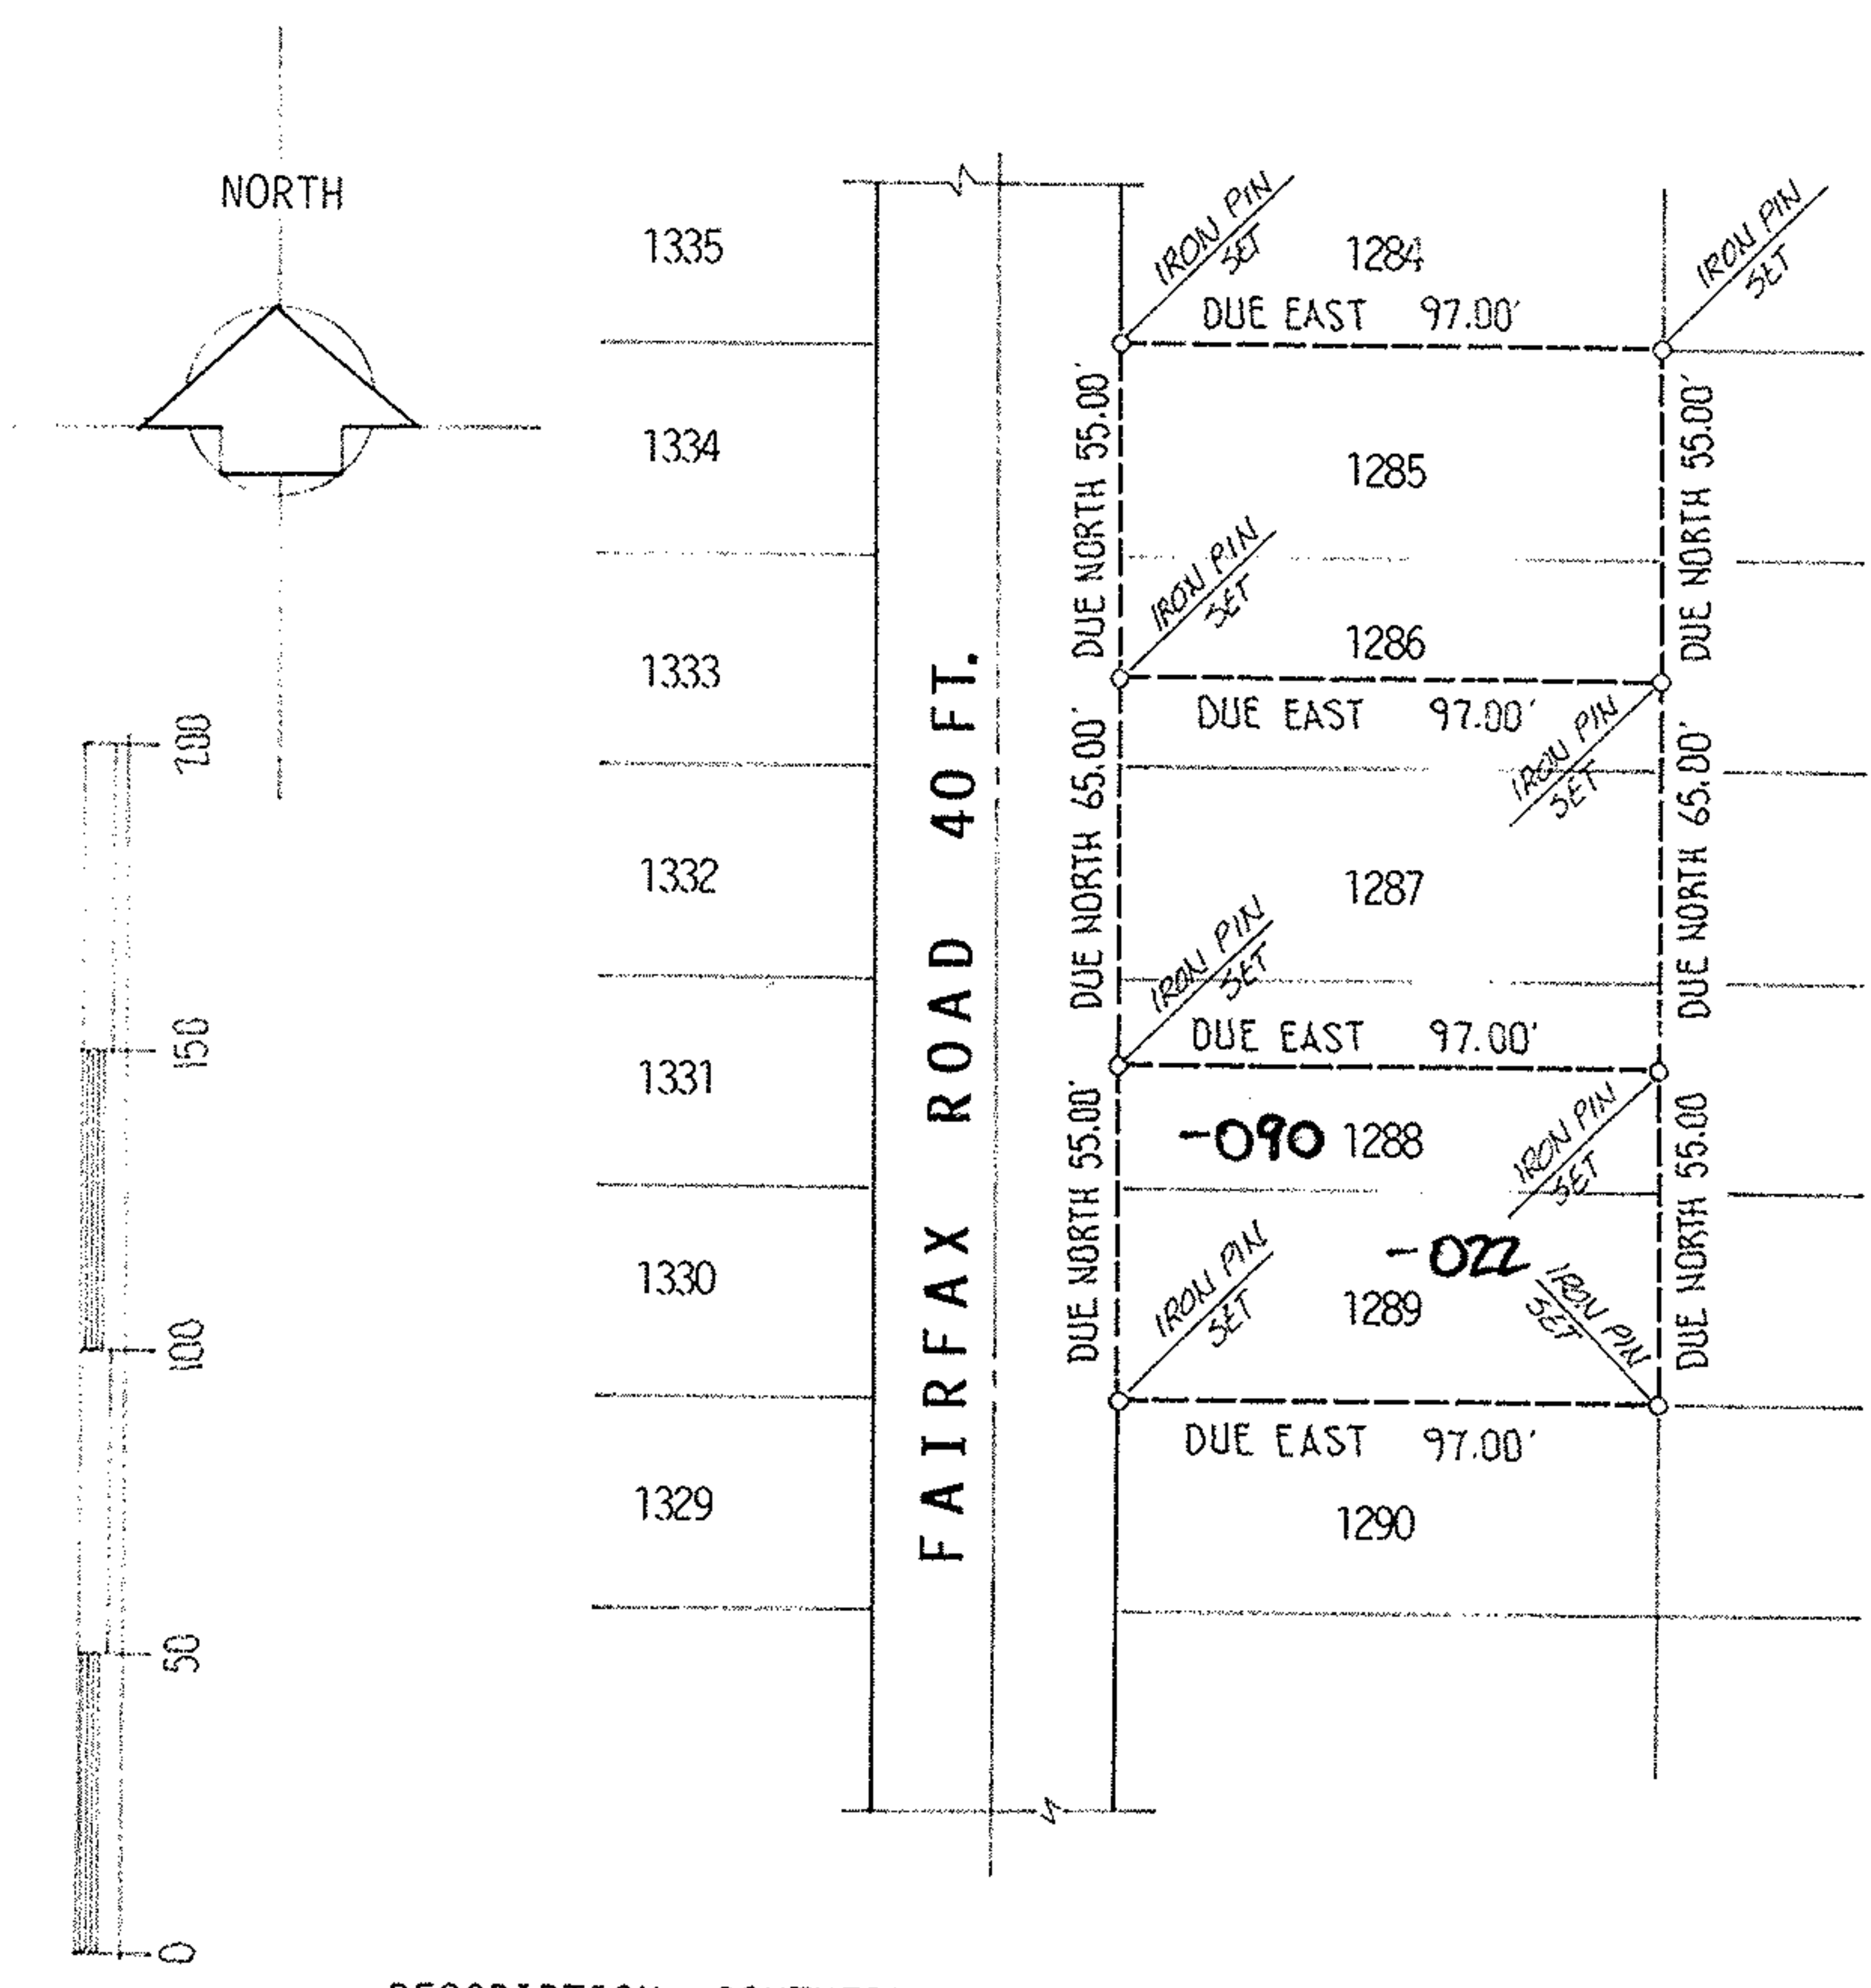 NORTH
1335
1334
1333
1332
1331
1330
1329
FAIRFAX ROAD 40 FT.
IRON PIN
SET
1284
IRON PIN
SET
DUE EAST 97.00'
DUE NORTH 55.00'
1285
DUE NORTH 55.00'
IRON PIN
SET
1286
DUE EAST 97.00'
IRON PIN
SET
DUE NORTH 65.00'
1287
DUE NORTH 65.00'
IRON PIN
SET
DUE EAST 97.00'
-090 1288
IRON PIN
SET
DUE NORTH 55.00'
-022
1289
DUE NORTH 55.00
IRON PIN
SET
IRON PIN
SET
DUE EAST 97.00'
1290
200
150
100
50
0